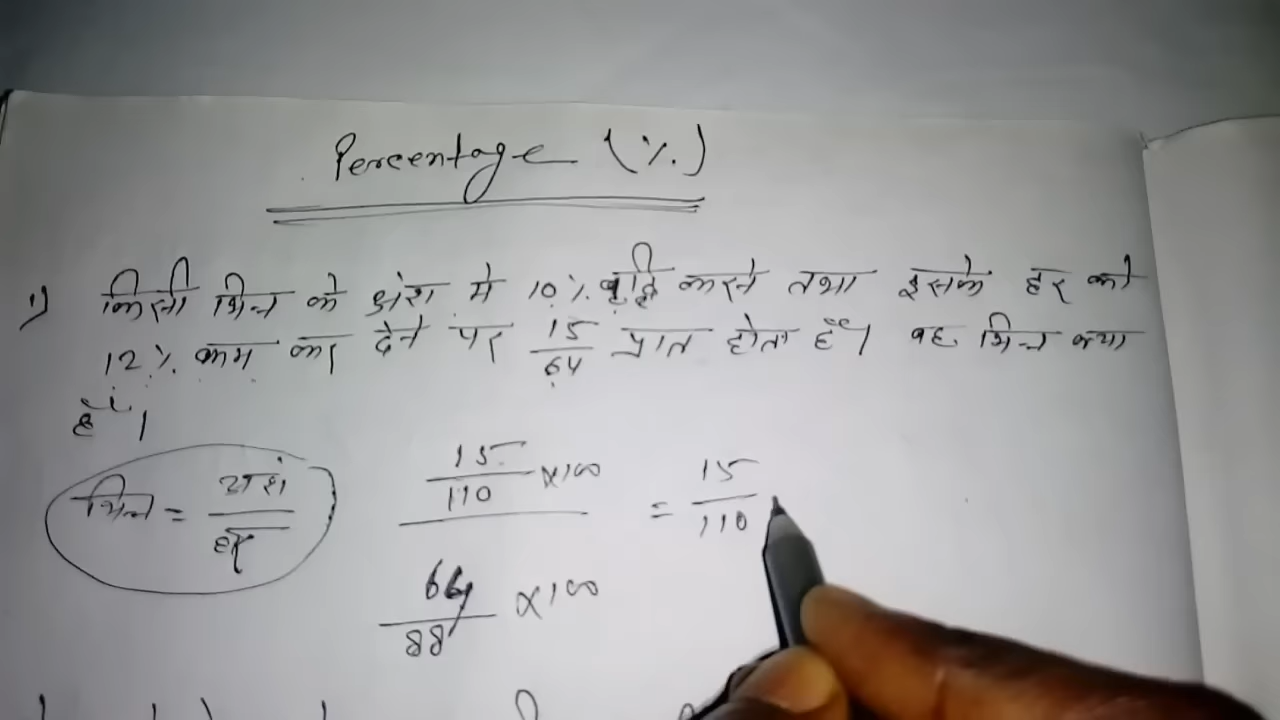 Percentage (%)
1) किसी भिन्न के अंश मे 10% वृद्धि करने तथा इसके हर को
12% कम कर देने पर 15/64 प्राप्त होता हैं। वह भिन्न क्या
हैं।
भिन्न = अशं/हर
15/110 × 100 = 15/110
64/88 × 100